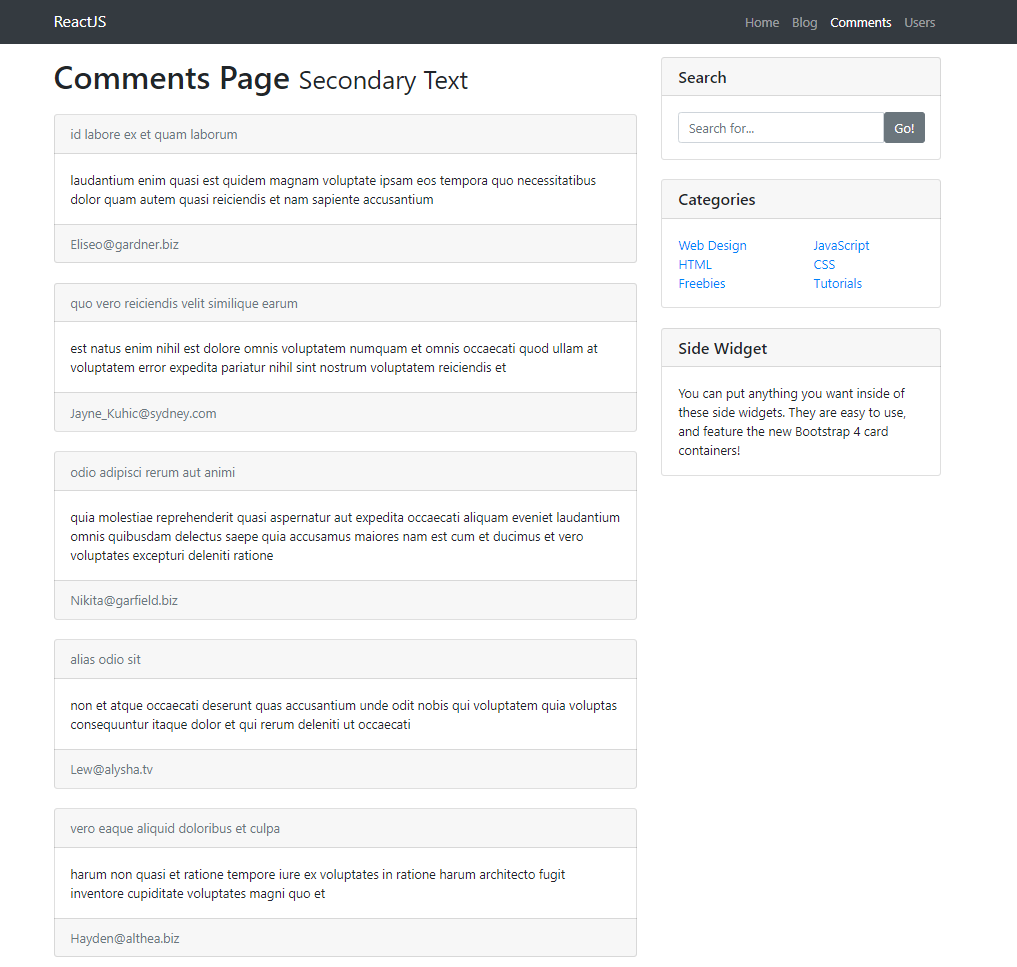 ReactJS
Home Blog Comments Users
Comments Page Secondary Text
id labore ex et quam laborum
laudantium enim quasi est quidem magnam voluptate ipsam eos tempora quo necessitatibus
dolor quam autem quasi reiciendis et nam sapiente accusantium
Eliseo@gardner.biz
quo vero reiciendis velit similique earum
est natus enim nihil est dolore omnis voluptatem numquam et omnis occaecati quod ullam at
voluptatem error expedita pariatur nihil sint nostrum voluptatem reiciendis et
Jayne_Kuhic@sydney.com
odio adipisci rerum aut animi
quia molestiae reprehenderit quasi aspernatur aut expedita occaecati aliquam eveniet laudantium
omnis quibusdam delectus saepe quia accusamus maiores nam est cum et ducimus et vero
voluptates excepturi deleniti ratione
Nikita@garfield.biz
alias odio sit
non et atque occaecati deserunt quas accusantium unde odit nobis qui voluptatem quia voluptas
consequuntur itaque dolor et qui rerum deleniti ut occaecati
Lew@alysha.tv
vero eaque aliquid doloribus et culpa
harum non quasi et ratione tempore iure ex voluptates in ratione harum architecto fugit
inventore cupiditate voluptates magni quo et
Hayden@althea.biz
Search
Search for... Go!
Categories
Web Design JavaScript
HTML CSS
Freebies Tutorials
Side Widget
You can put anything you want inside of
these side widgets. They are easy to use,
and feature the new Bootstrap 4 card
containers!